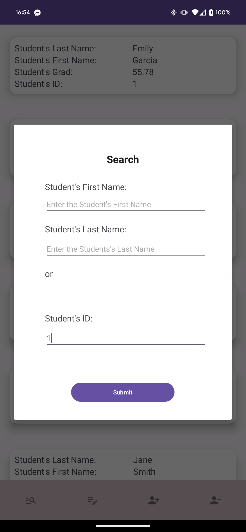 16:54
100%
Student's Last Name: Emily
Student's First Name: Garcia
Student's Grad: 55.78
Student's ID: 1
Search
Student's First Name:
Enter the Student's First Name
Student's Last Name:
Enter the Students's Last Name
or
Student's ID:
1
Submit
Student's Last Name: Jane
Student's First Name: Smith